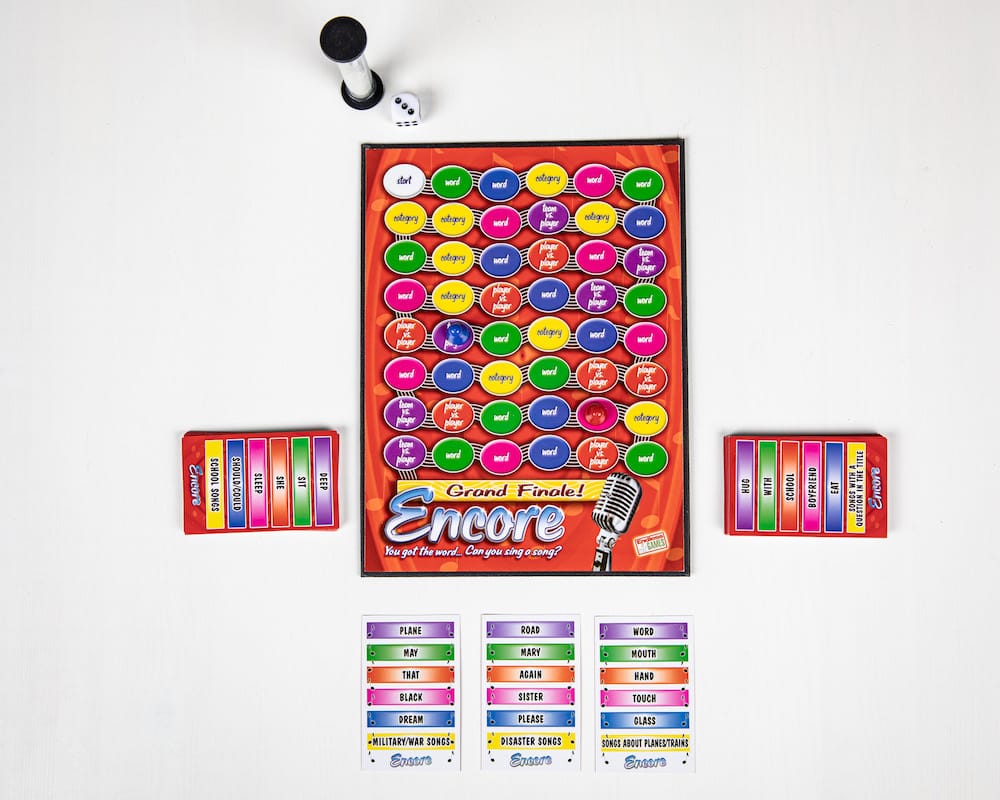 start word word category word word
category category word team vs. player category word
word category word player vs. player word team vs. player
word category player vs. player word team vs. player word
player vs. player word category word word
word word category word player vs. player player vs. player
team vs. player player vs. player word word category
team vs. player word word word player vs. player word
Grand Finale!
Encore
You got the word... Can you sing a song?
Endless
GAMES
DEEP
SIT
SHE
SLEEP
SHOULD/COULD
SCHOOL SONGS
Encore
HUG
WITH
SCHOOL
BOYFRIEND
EAT
SONGS WITH A
QUESTION IN THE TITLE
Encore
PLANE
MAY
THAT
BLACK
DREAM
MILITARY/WAR SONGS
Encore
ROAD
MARY
AGAIN
SISTER
PLEASE
DISASTER SONGS
Encore
WORD
MOUTH
HAND
TOUCH
GLASS
SONGS ABOUT PLANES/TRAINS
Encore